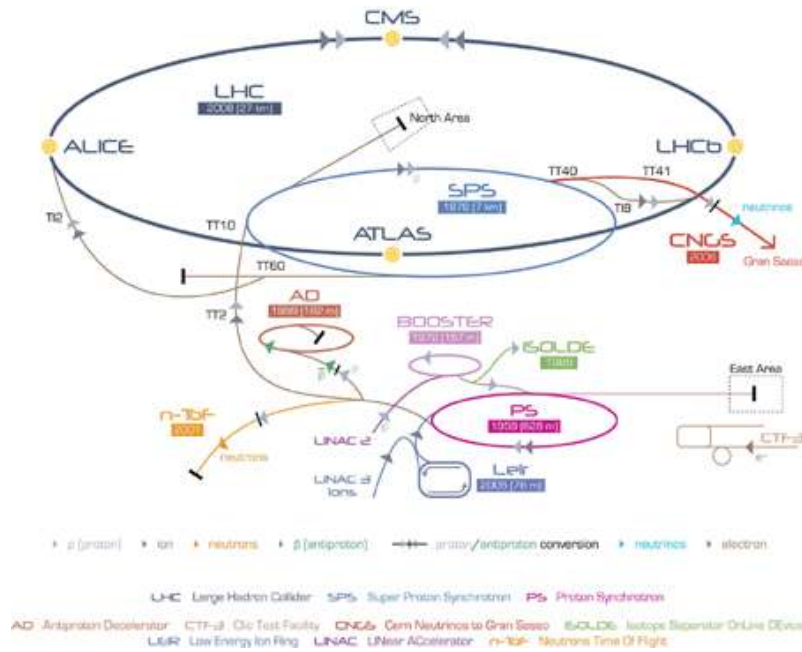 CMS
LHC
2008 (27 km)
North Area
ALICE
LHCb
TT40
TT41
SPS
1976 (7 km)
TI8
neutrinos
TI2
TT10
ATLAS
CNGS
2006
Gran Sasso
TT60
AD
1999 (182 m)
TT2
BOOSTER
1972 (157 m)
ISOLDE
1989
East Area
p
n-ToF
2001
PS
1959 (628 m)
CTF-3
e-
LINAC 2
neutrons
LINAC 3
Ions
Leir
2005 (78 m)
p (proton)
ion
neutrons
p̄ (antiproton)
proton/antiproton conversion
neutrinos
electron
LHC Large Hadron Collider SPS Super Proton Synchrotron PS Proton Synchrotron
AD Antiproton Decelerator CTF-3 Clic Test Facility CNGS Cern Neutrinos to Gran Sasso ISOLDE Isotope Separator OnLine DEvice
LEIR Low Energy Ion Ring LINAC LINear ACcelerator n-ToF Neutrons Time Of Flight